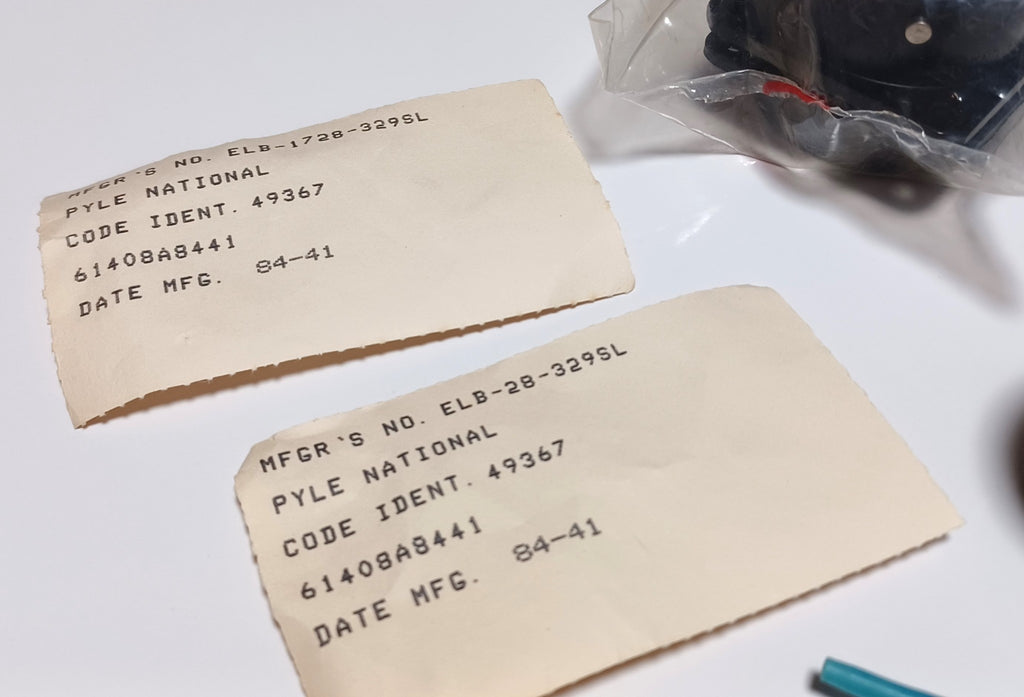 MFGR'S NO. ELB-1728-329SL
PYLE NATIONAL
CODE IDENT. 49367
61408A8441
DATE MFG. 84-41
MFGR'S NO. ELB-28-329SL
PYLE NATIONAL
CODE IDENT. 49367
61408A8441
DATE MFG. 84-41